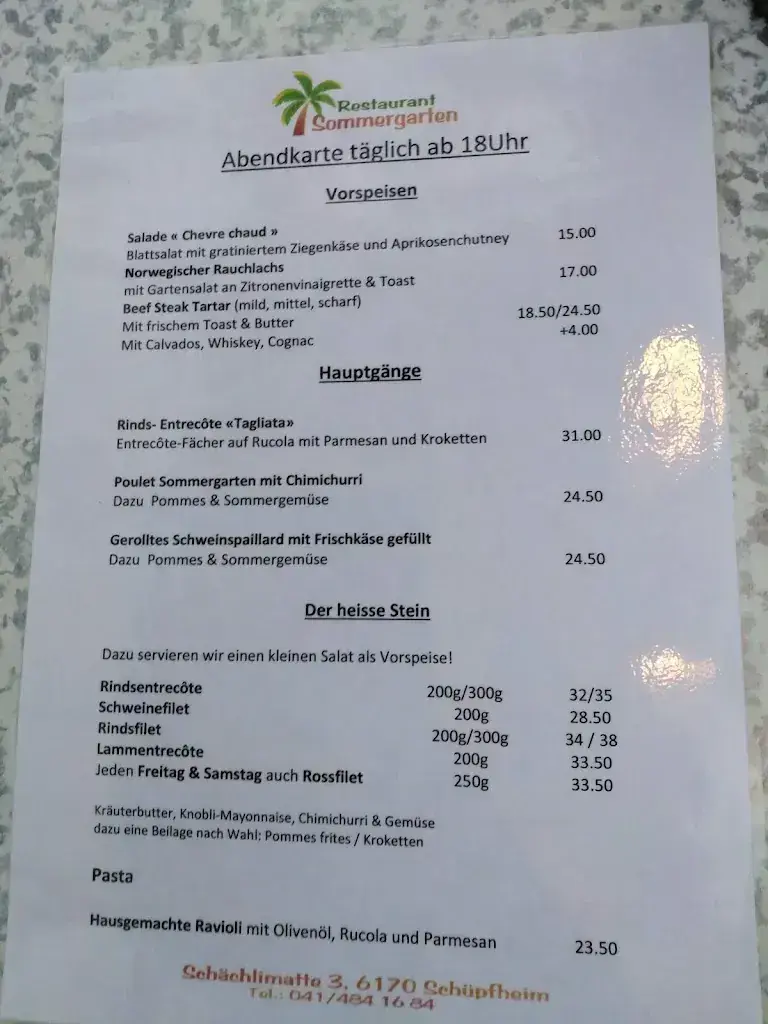 Restaurant
Sommergarten
Abendkarte täglich ab 18Uhr
Vorspeisen
Salade « Chevre chaud »
Blattsalat mit gratiniertem Ziegenkäse und Aprikosenchutney 15.00
Norwegischer Rauchlachs
mit Gartensalat an Zitronenvinaigrette & Toast 17.00
Beef Steak Tartar (mild, mittel, scharf)
Mit frischem Toast & Butter 18.50/24.50
Mit Calvados, Whiskey, Cognac +4.00
Hauptgänge
Rinds- Entrecôte «Tagliata»
Entrecôte-Fächer auf Rucola mit Parmesan und Kroketten 31.00
Poulet Sommergarten mit Chimichurri
Dazu Pommes & Sommergemüse 24.50
Gerolltes Schweinspaillard mit Frischkäse gefüllt
Dazu Pommes & Sommergemüse 24.50
Der heisse Stein
Dazu servieren wir einen kleinen Salat als Vorspeise!
Rindsentrecôte 200g/300g 32/35
Schweinefilet 200g 28.50
Rindsfilet 200g/300g 34 / 38
Lammentrecôte 200g 33.50
Jeden Freitag & Samstag auch Rossfilet 250g 33.50
Kräuterbutter, Knobli-Mayonnaise, Chimichurri & Gemüse
dazu eine Beilage nach Wahl: Pommes frites / Kroketten
Pasta
Hausgemachte Ravioli mit Olivenöl, Rucola und Parmesan 23.50
Schächlimatte 3, 6170 Schüpfheim
Tel.: 041/484 16 84